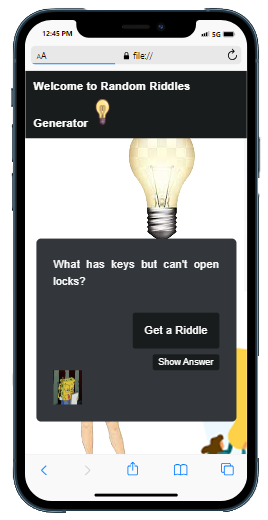 12:45 PM
5G
AA
file://
Welcome to Random Riddles
Generator
What has keys but can't open
locks?
Get a Riddle
Show Answer